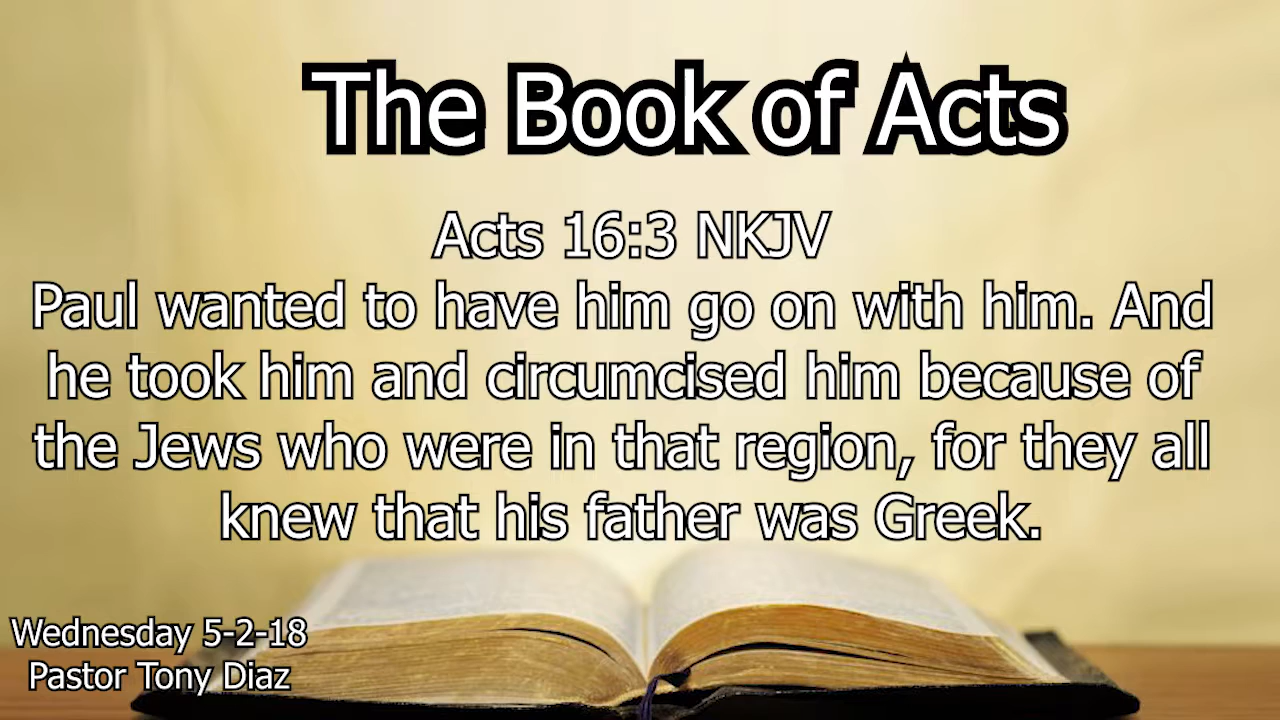 The Book of Acts
Acts 16:3 NKJV
Paul wanted to have him go on with him. And
he took him and circumcised him because of
the Jews who were in that region, for they all
knew that his father was Greek.
Wednesday 5-2-18
Pastor Tony Diaz